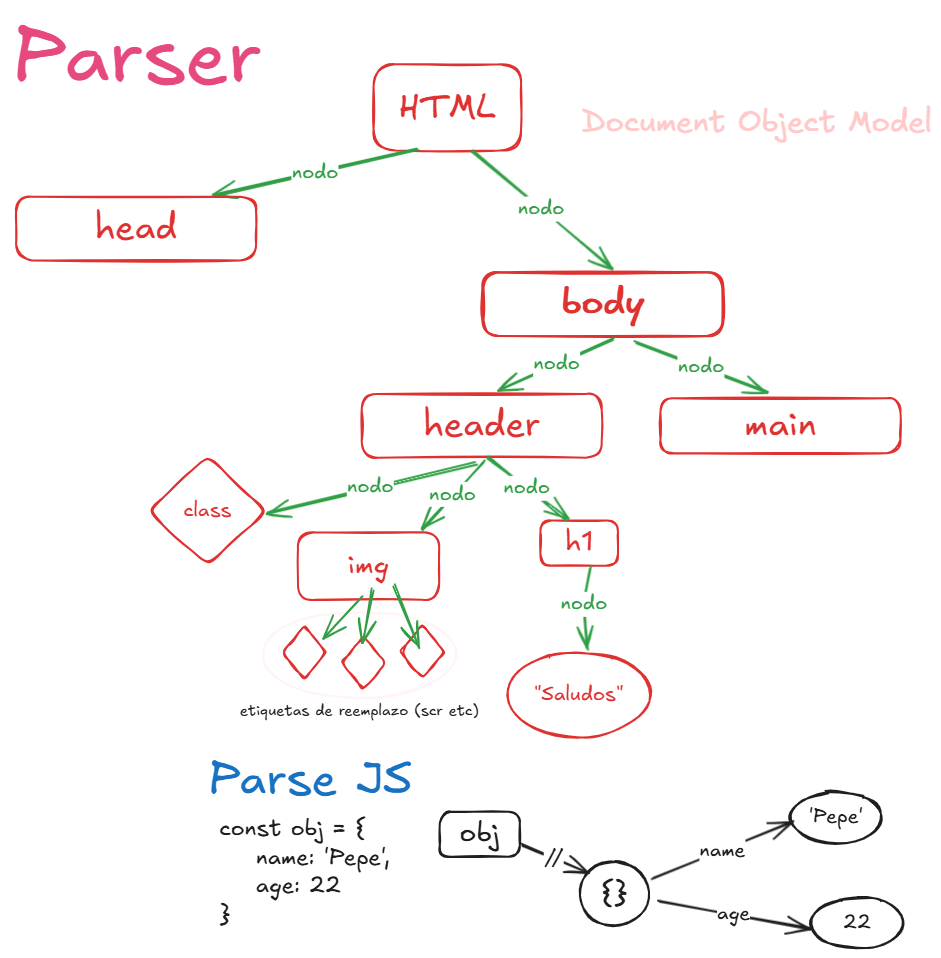 Parser
HTML
Document Object Model
nodo
head
nodo
body
nodo
nodo
header
main
nodo
nodo
nodo
class
img
h1
nodo
"Saludos"
etiquetas de reemplazo (scr etc)
Parse JS
const obj = {
name: 'Pepe',
age: 22
}
obj
//
{}
name
'Pepe'
age
22